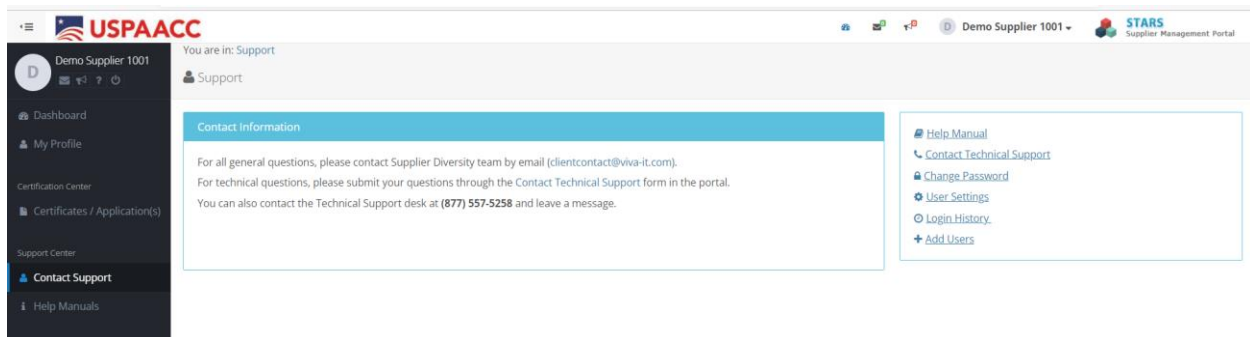 USPAACC
0
0
D
Demo Supplier 1001
STARS
Supplier Management Portal
D
Demo Supplier 1001
?
Dashboard
My Profile
Certification Center
Certificates / Application(s)
Support Center
Contact Support
Help Manuals
You are in: Support
Support
Contact Information
For all general questions, please contact Supplier Diversity team by email (clientcontact@viva-it.com).
For technical questions, please submit your questions through the Contact Technical Support form in the portal.
You can also contact the Technical Support desk at (877) 557-5258 and leave a message.
Help Manual
Contact Technical Support
Change Password
User Settings
Login History
Add Users